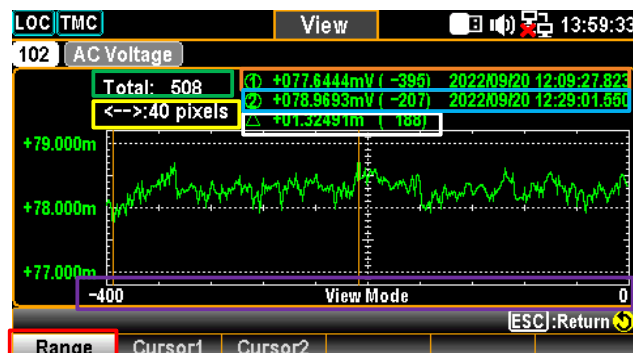 LOC TMC View 13:59:33
102 AC Voltage
Total: 508
<-->:40 pixels
① +077.6444mV ( -395) 2022/09/20 12:09:27.823
② +078.9693mV ( -207) 2022/09/20 12:29:01.550
△ +01.32491m ( 188)
+79.000m
+78.000m
+77.000m
-400 View Mode 0
ESC :Return
Range Cursor1 Cursor2